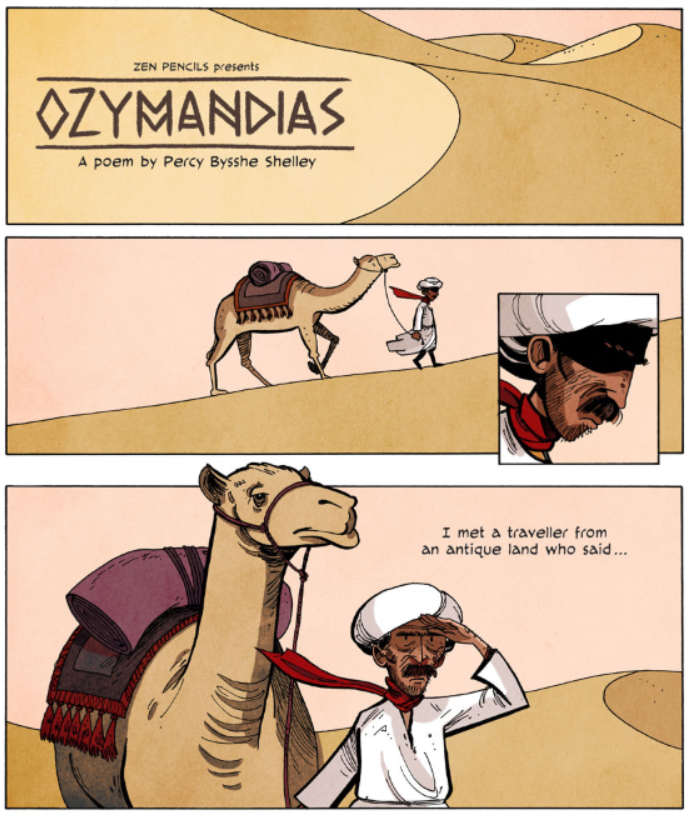 ZEN PENCILS presents
OZYMANDIAS
A poem by Percy Bysshe Shelley
I met a traveller from
an antique land who said...